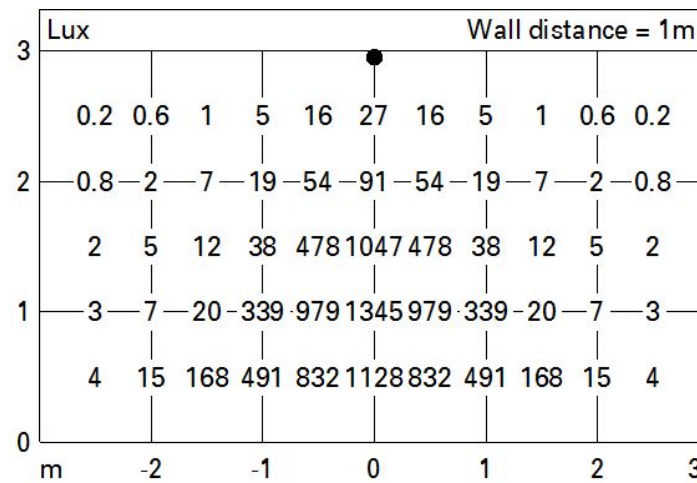 Lux Wall distance = 1m
3
0.2 0.6 1 5 16 27 16 5 1 0.6 0.2
2 0.8 2 7 19 54 91 54 19 7 2 0.8
2 5 12 38 478 1047 478 38 12 5 2
1 3 7 20 339 979 1345 979 339 20 7 3
4 15 168 491 832 1128 832 491 168 15 4
0
m -2 -1 0 1 2 3